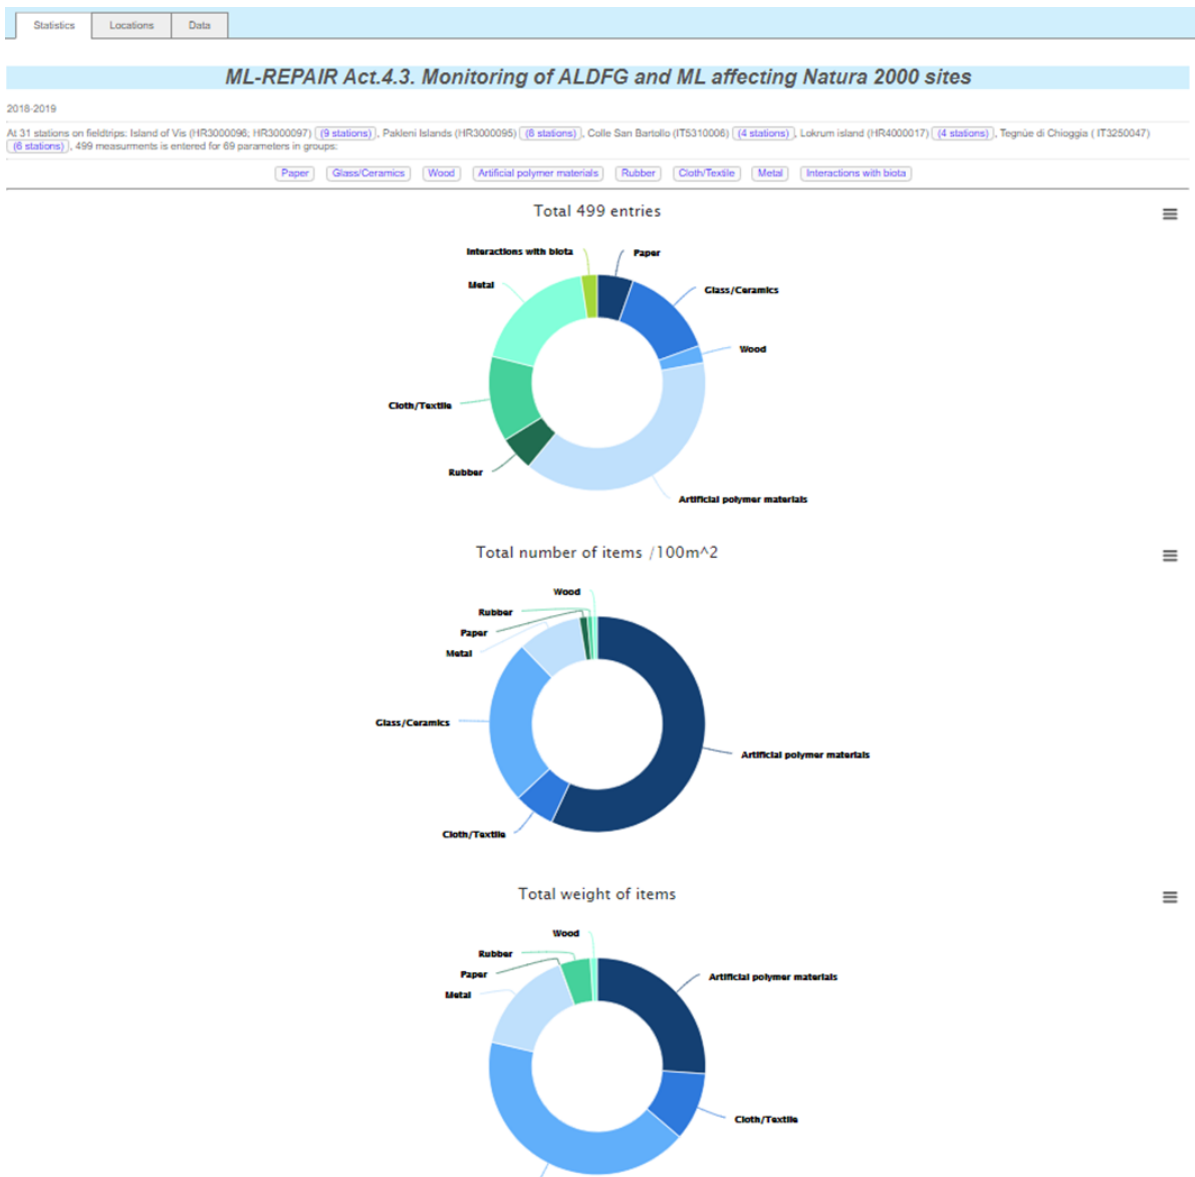 Statistics
Locations
Data
ML-REPAIR Act.4.3. Monitoring of ALDFG and ML affecting Natura 2000 sites
2018-2019
At 31 stations on fieldtrips: Island of Vis (HR3000096; HR3000097) (9 stations) , Pakleni Islands (HR3000095) (8 stations) , Colle San Bartollo (IT5310006) (4 stations) , Lokrum island (HR4000017) (4 stations) , Tegnùe di Chioggia ( IT3250047)
(6 stations) , 499 measurments is entered for 69 parameters in groups:
Paper Glass/Ceramics Wood Artificial polymer materials Rubber Cloth/Textile Metal Interactions with biota
Total 499 entries
Interactions with biota
Paper
Metal
Glass/Ceramics
Wood
Cloth/Textile
Rubber
Artificial polymer materials
Total number of items /100m^2
Wood
Rubber
Paper
Metal
Glass/Ceramics
Artificial polymer materials
Cloth/Textile
Total weight of items
Wood
Rubber
Paper
Artificial polymer materials
Metal
Cloth/Textile